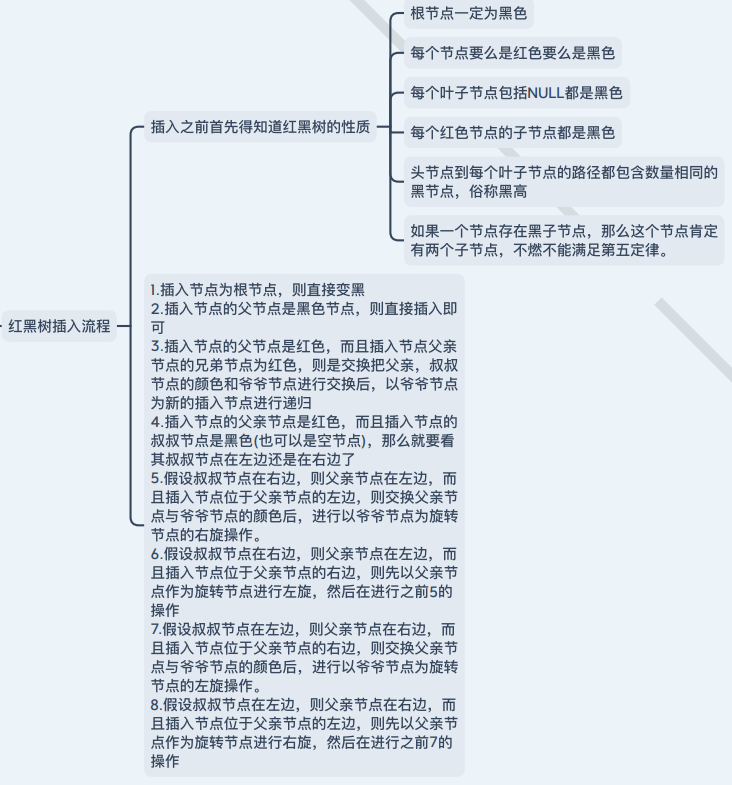 根节点一定为黑色
每个节点要么是红色要么是黑色
每个叶子节点包括NULL都是黑色
插入之前首先得知道红黑树的性质
每个红色节点的子节点都是黑色
头节点到每个叶子节点的路径都包含数量相同的
黑节点，俗称黑高
如果一个节点存在黑子节点，那么这个节点肯定
有两个子节点，不燃不能满足第五定律。
红黑树插入流程
1.插入节点为根节点，则直接变黑
2.插入节点的父节点是黑色节点，则直接插入即
可
3.插入节点的父节点是红色，而且插入节点父亲
节点的兄弟节点为红色，则是交换把父亲，叔叔
节点的颜色和爷爷节点进行交换后，以爷爷节点
为新的插入节点进行递归
4.插入节点的父亲节点是红色，而且插入节点的
叔叔节点是黑色(也可以是空节点)，那么就要看
其叔叔节点在左边还是在右边了
5.假设叔叔节点在右边，则父亲节点在左边，而
且插入节点位于父亲节点的左边，则交换父亲节
点与爷爷节点的颜色后，进行以爷爷节点为旋转
节点的右旋操作。
6.假设叔叔节点在右边，则父亲节点在左边，而
且插入节点位于父亲节点的右边，则先以父亲节
点作为旋转节点进行左旋，然后在进行之前5的
操作
7.假设叔叔节点在左边，则父亲节点在右边，而
且插入节点位于父亲节点的右边，则交换父亲节
点与爷爷节点的颜色后，进行以爷爷节点为旋转
节点的左旋操作。
8.假设叔叔节点在左边，则父亲节点在右边，而
且插入节点位于父亲节点的左边，则先以父亲节
点作为旋转节点进行右旋，然后在进行之前7的
操作